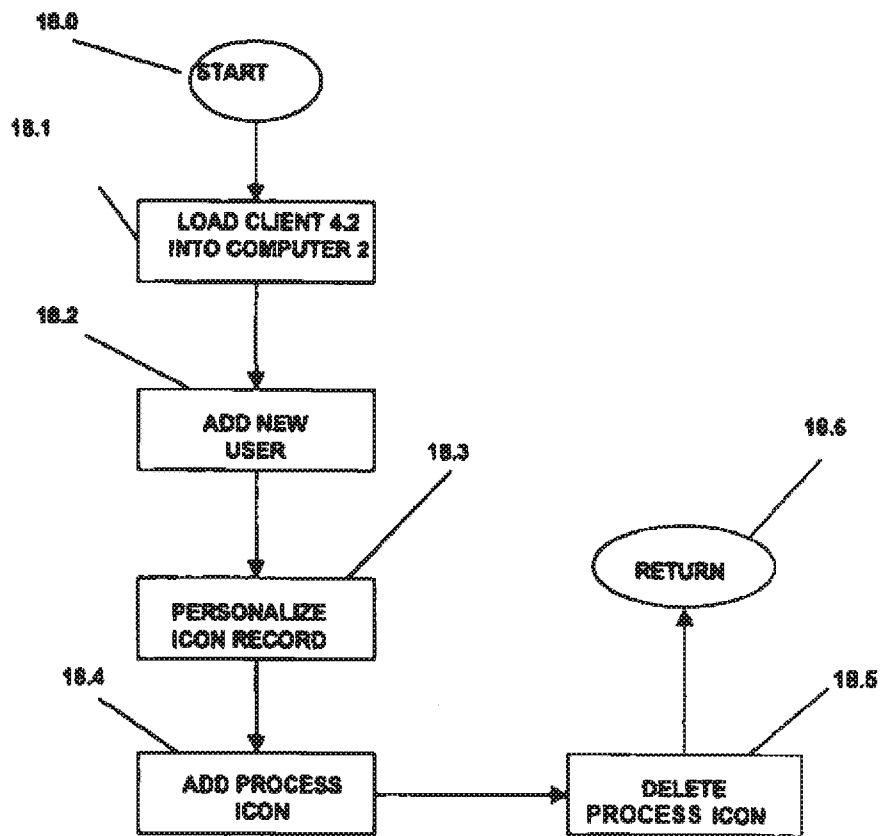 18.0
START
18.1
LOAD CLIENT 4.2
INTO COMPUTER 2
18.2
ADD NEW
USER
18.3
PERSONALIZE
ICON RECORD
18.4
ADD PROCESS
ICON
18.5
DELETE
PROCESS ICON
18.6
RETURN